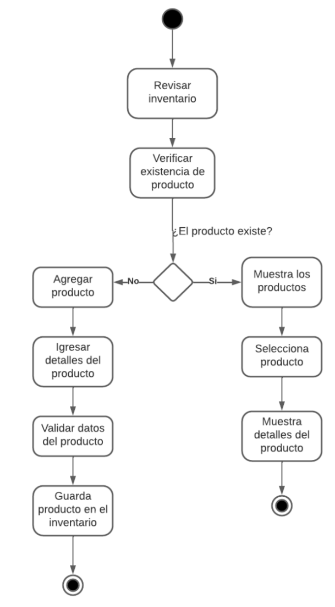 Revisar
inventario
Verificar
existencia de
producto
¿El producto existe?
No
Si
Agregar
producto
Igresar
detalles del
producto
Validar datos
del producto
Guarda
producto en el
inventario
Muestra los
productos
Selecciona
producto
Muestra
detalles del
producto